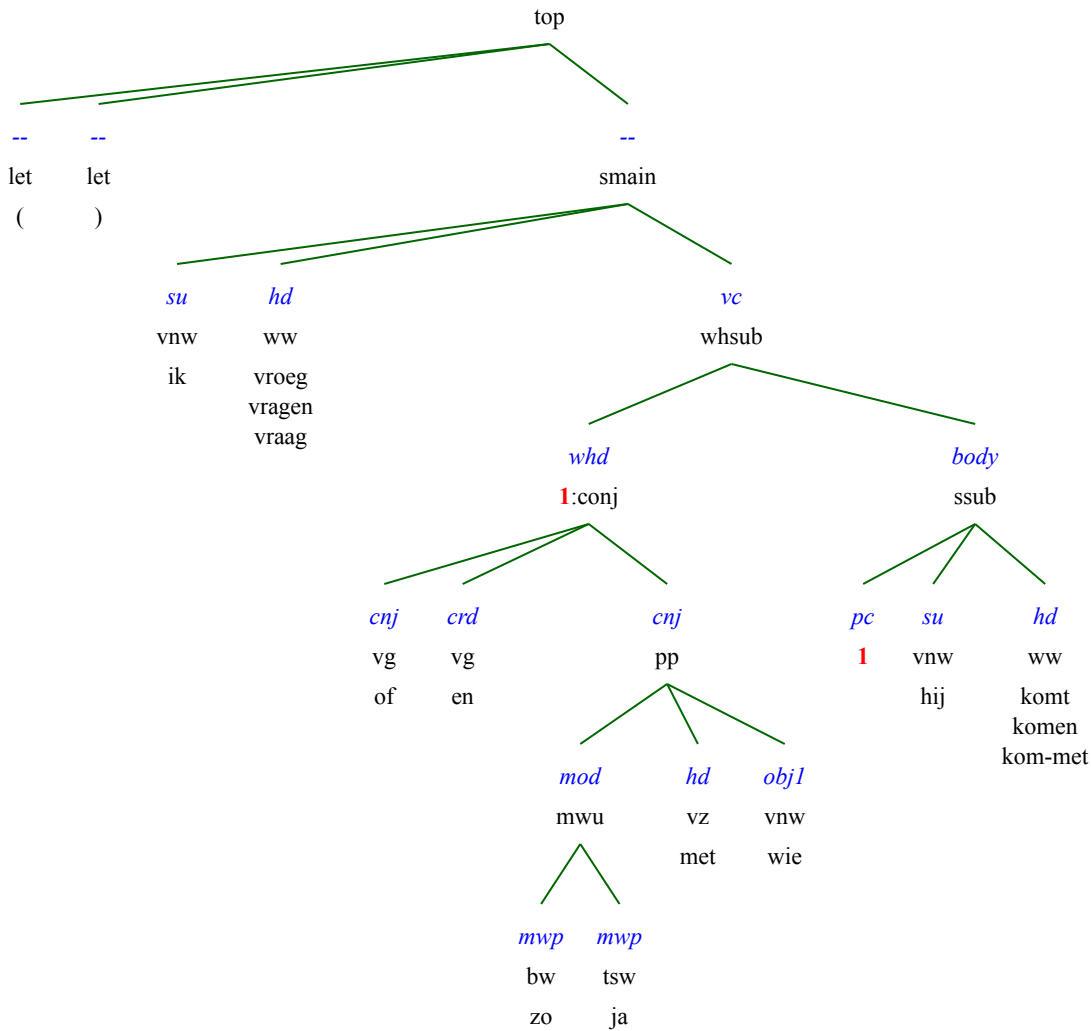 top
-- -- --
let let smain
( )
su hd vc
vnw ww whsub
ik vroeg
vragen
vraag
whd body
1:conj ssub
cnj crd cnj pc su hd
vg vg pp 1 vnw ww
of en hij komt
komen
kom-met
mod hd obj1
mwu vz vnw
met wie
mwp mwp
bw tsw
zo ja